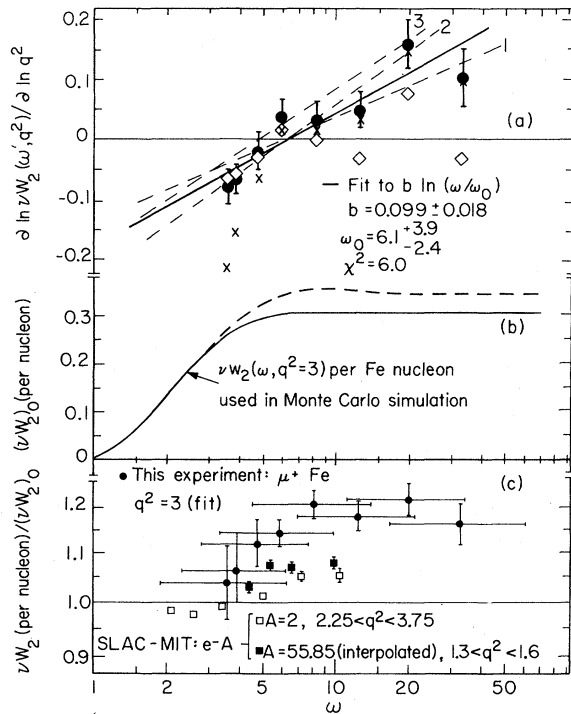 ∂ ln νW₂(ω′,q²)/∂ ln q²
0.2
0.1
0
-0.1
-0.2
3
2
1
(a)
— Fit to b ln (ω/ω₀)
b = 0.099 ± 0.018
ω₀ = 6.1 +3.9 -2.4
χ² = 6.0
(νW₂)₀ (per nucleon)
0.3
0.2
0.1
0
(b)
νW₂(ω, q²=3) per Fe nucleon
used in Monte Carlo simulation
νW₂ (per nucleon)/(νW₂)₀
1.2
1.1
1.0
0.9
● This experiment: μ⁺ Fe
q² = 3 (fit)
(c)
SLAC-MIT: e-A
□ A=2, 2.25<q²<3.75
■ A=55.85 (interpolated), 1.3<q²<1.6
1 2 5 10 20 50
ω